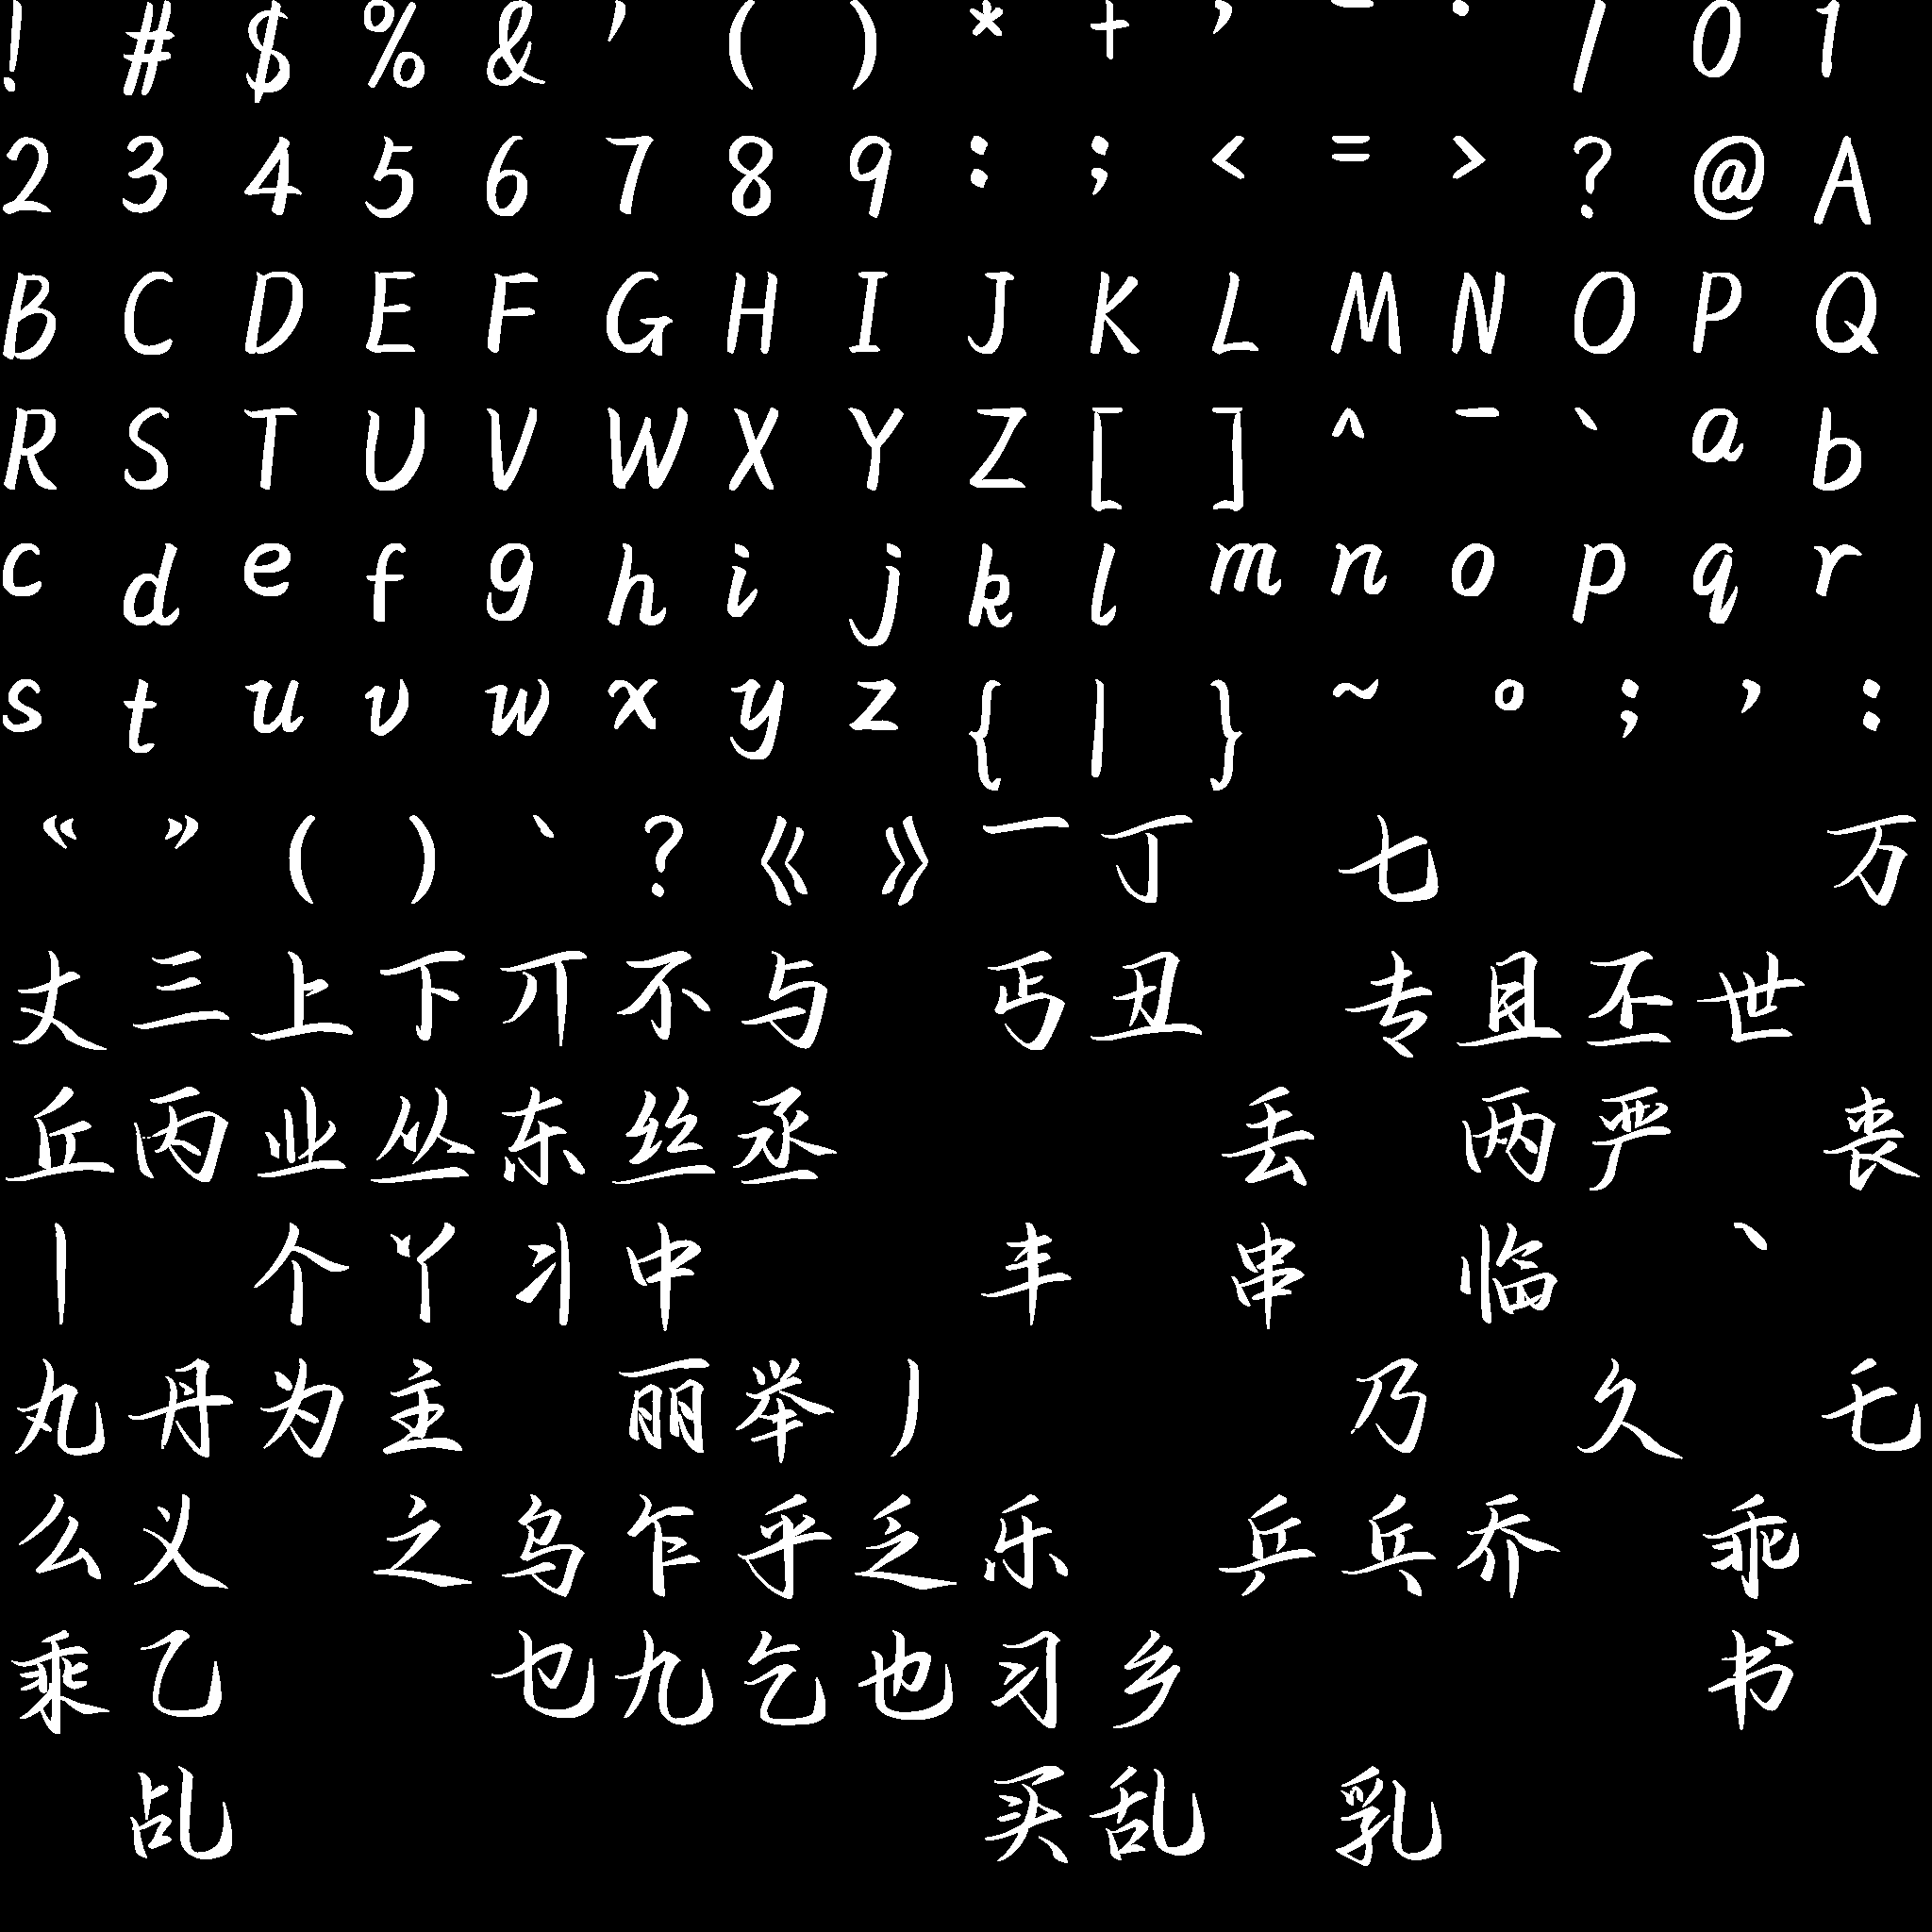 ! # $ % & ' ( ) * + , - . / 0 1
2 3 4 5 6 7 8 9 : ; < = > ? @ A
B C D E F G H I J K L M N O P Q
R S T U V W X Y Z [ ] ^ _ ` a b
c d e f g h i j k l m n o p q r
s t u v w x y z { | } ~ 。 ; , :
“ ” ( ) 、 ? 《 》 一 丁 七 万
丈 三 上 下 丌 不 与 丐 丑 专 且 丕 世
丘 丙 业 丛 东 丝 丞 丢 两 严 丧
丨 个 丫 丬 中 丰 串 临 丶
丸 丹 为 主 丽 举 丿 乃 久 乇
么 义 之 乌 乍 乎 乏 乐 乒 乓 乔 乖
乘 乙 乜 九 乞 也 习 乡 书
乩 买 乱 乳